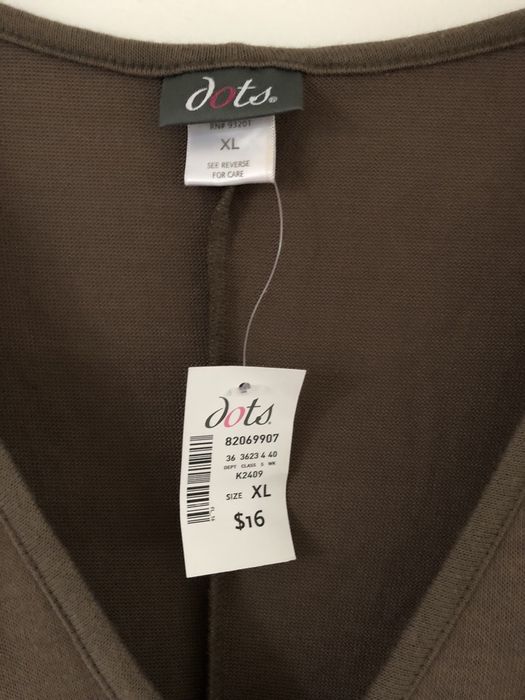 dots®
RN# 93201
XL
SEE REVERSE
FOR CARE
dots.
82069907
36 3623 4 40
DEPT CLASS S WK
K2409
SIZE XL
$16